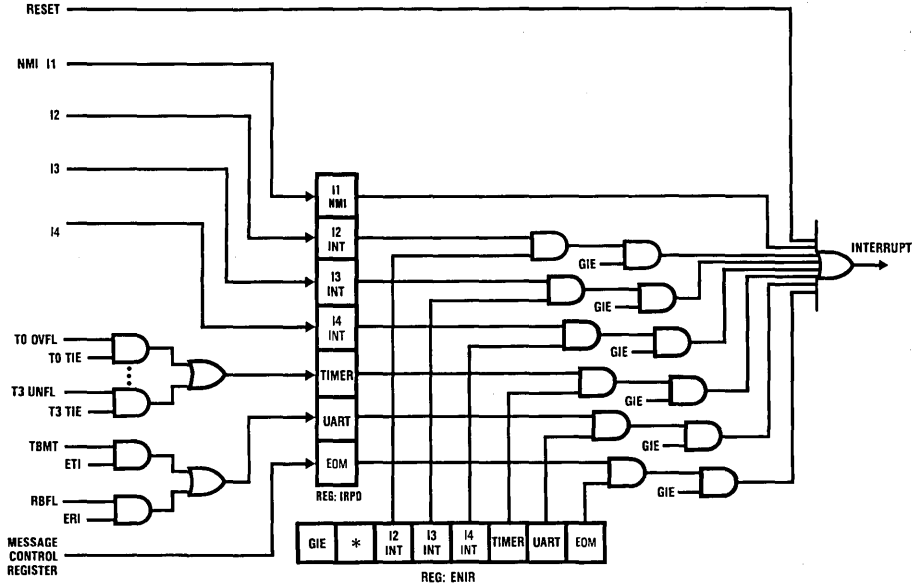 RESET
NMI I1
I2
I3
I4
I1
NMI
I2
INT
I3
INT
I4
INT
TIMER
UART
EOM
REG: IRPD
GIE
GIE
GIE
GIE
GIE
GIE
INTERRUPT
T0 OVFL
T0 TIE
T3 UNFL
T3 TIE
TBMT
ETI
RBFL
ERI
MESSAGE
CONTROL
REGISTER
GIE
*
I2
INT
I3
INT
I4
INT
TIMER
UART
EOM
REG: ENIR